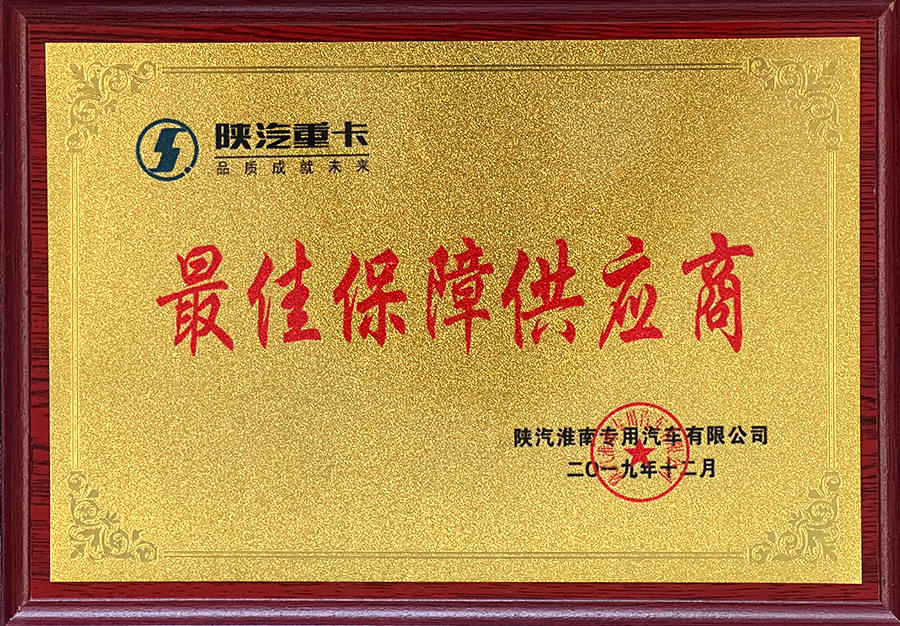 陕汽重卡
品质成就未来
最佳保障供应商
陕汽淮南专用汽车有限公司
二〇一九年十二月